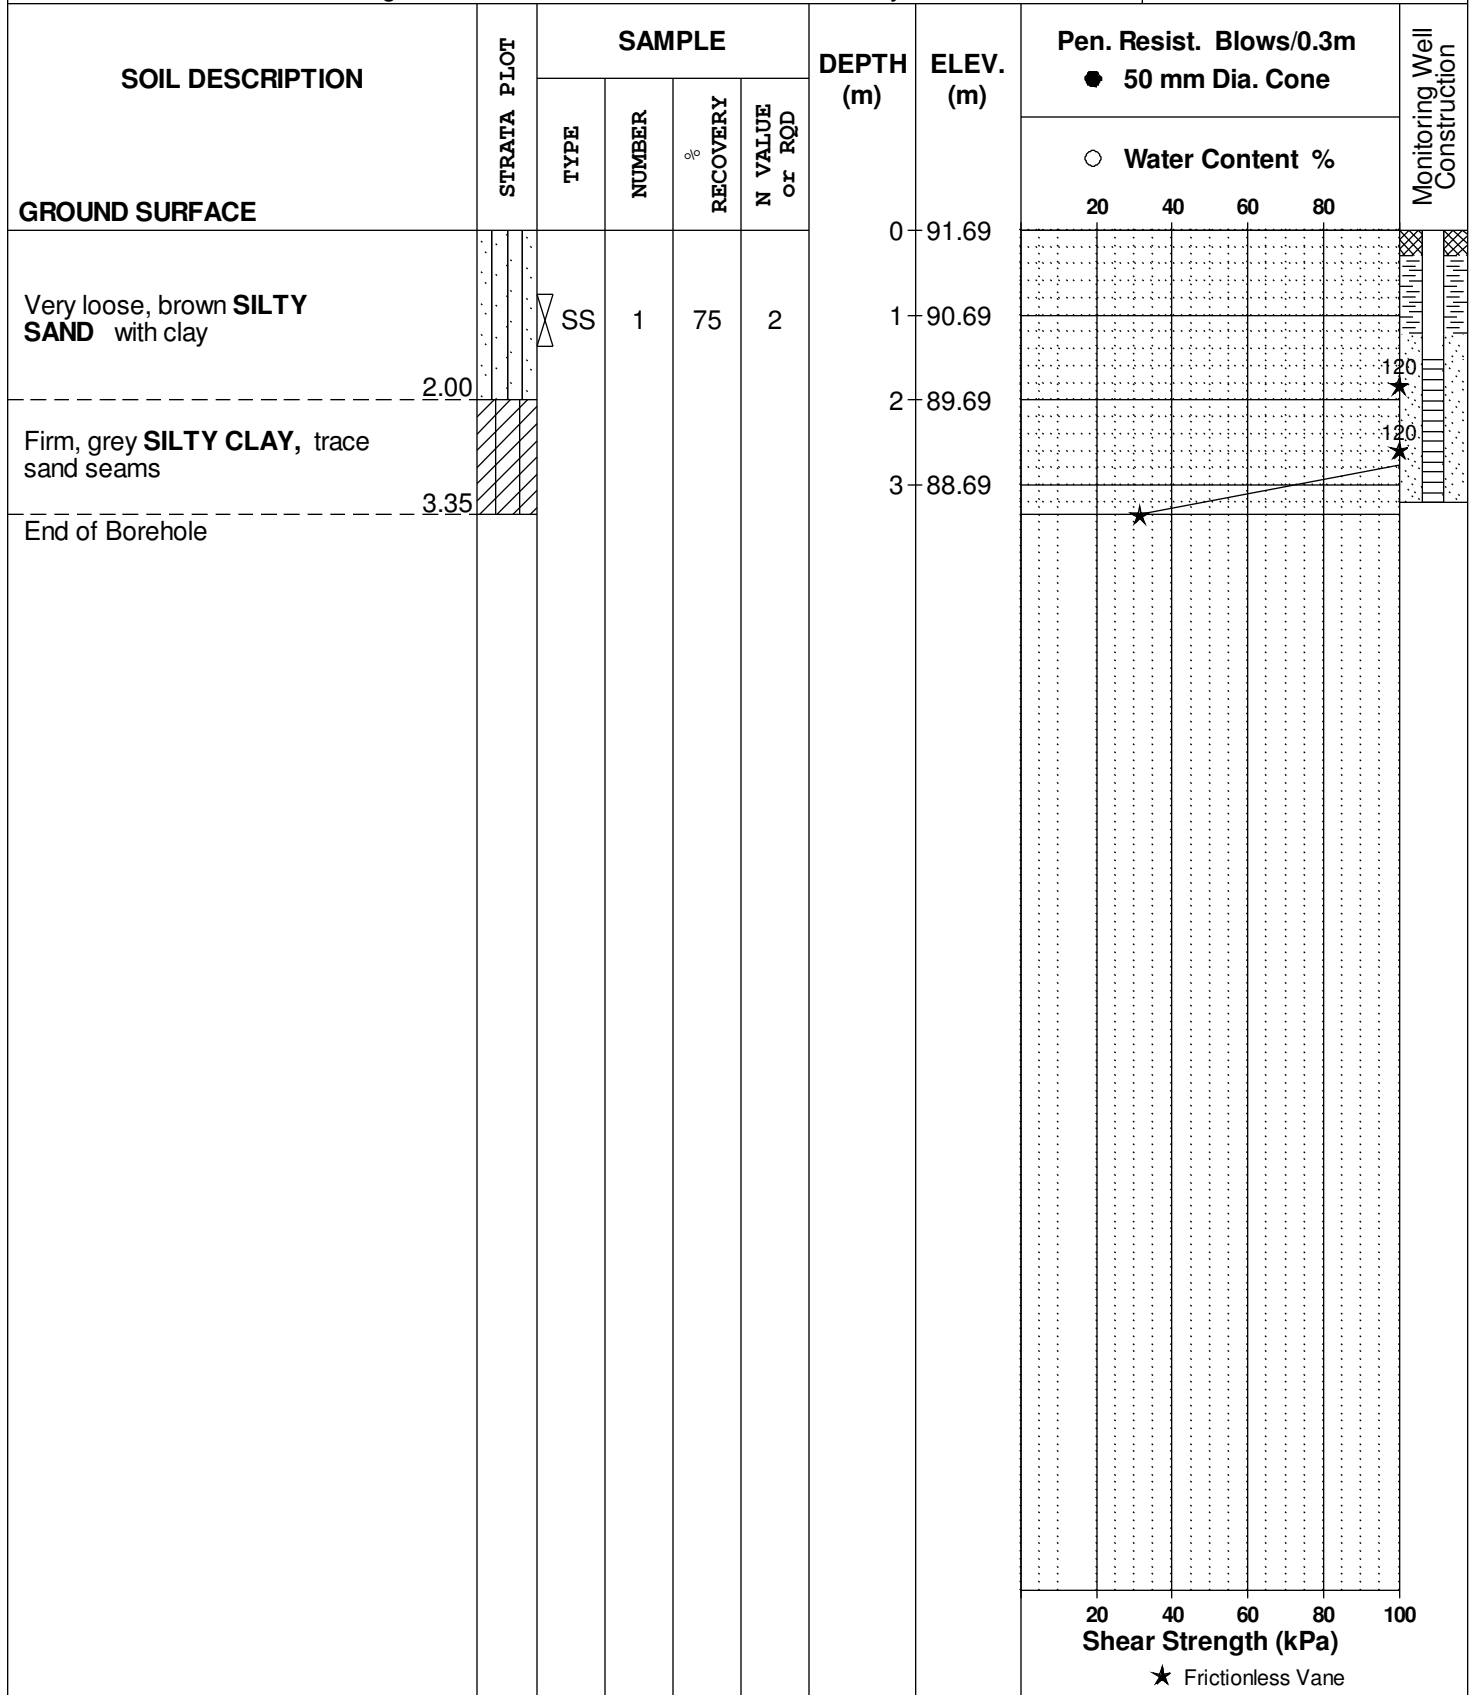 SOIL DESCRIPTION
GROUND SURFACE
STRATA PLOT
SAMPLE
TYPE
NUMBER
%
RECOVERY
N VALUE
or RQD
DEPTH
(m)
ELEV.
(m)
Pen. Resist. Blows/0.3m
● 50 mm Dia. Cone
○ Water Content %
20 40 60 80
Monitoring Well
Construction
0 91.69
Very loose, brown SILTY
SAND with clay
SS 1 75 2
1 90.69
120
2.00
2 89.69
Firm, grey SILTY CLAY, trace
sand seams
120
3 88.69
3.35
End of Borehole
20 40 60 80 100
Shear Strength (kPa)
★ Frictionless Vane